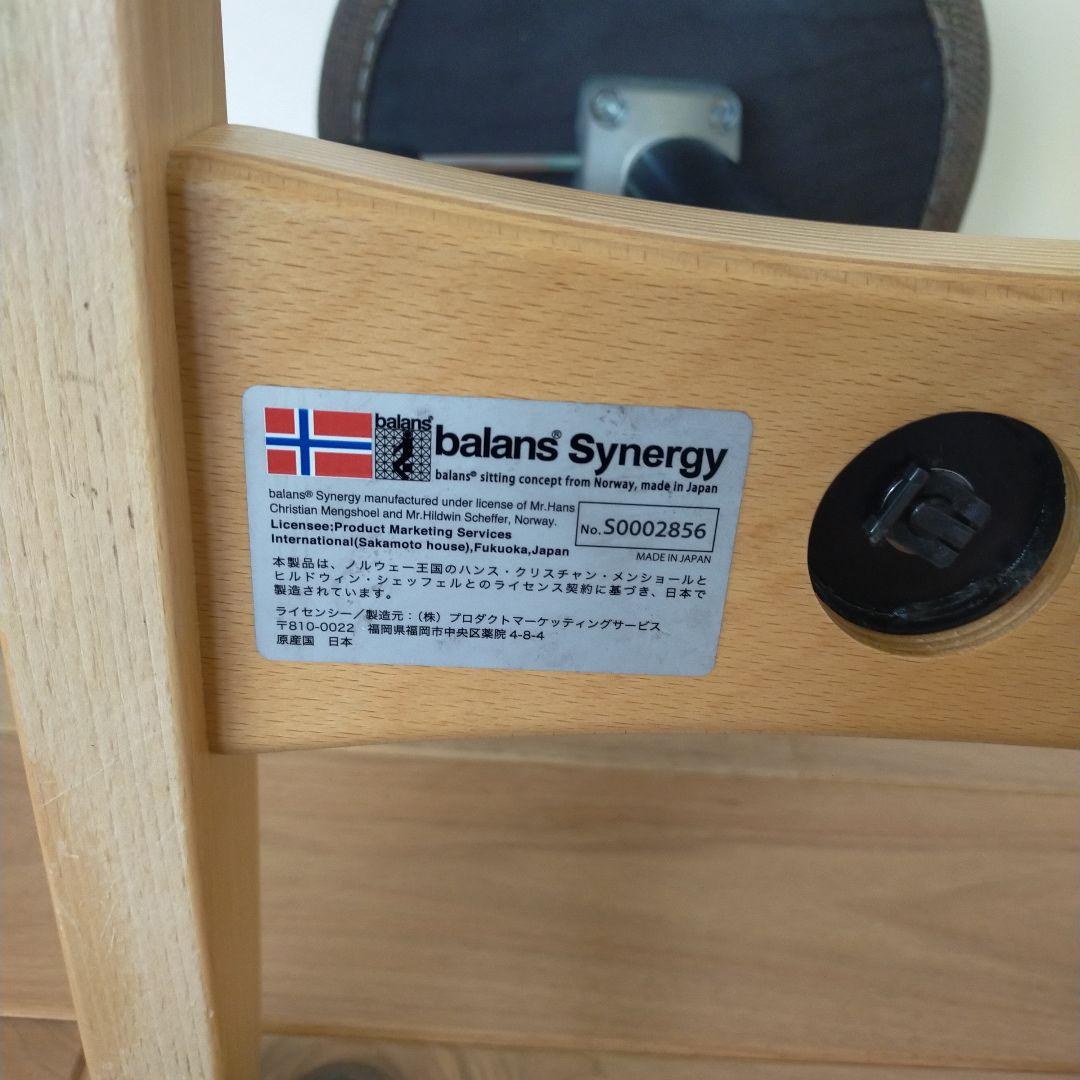 balans®
balans® Synergy
balans® sitting concept from Norway, made in Japan
balans® Synergy manufactured under license of Mr.Hans
Christian Mengshoel and Mr.Hildwin Scheffer, Norway.
Licensee:Product Marketing Services
International(Sakamoto house),Fukuoka,Japan
No.S0002856
MADE IN JAPAN
本製品は、ノルウェー王国のハンス・クリスチャン・メンショールと
ヒルドウィン・シェッフェルとのライセンス契約に基づき、日本で
製造されています。
ライセンシー／製造元：（株）プロダクトマーケッティングサービス
〒810-0022　福岡県福岡市中央区薬院 4-8-4
原産国　日本